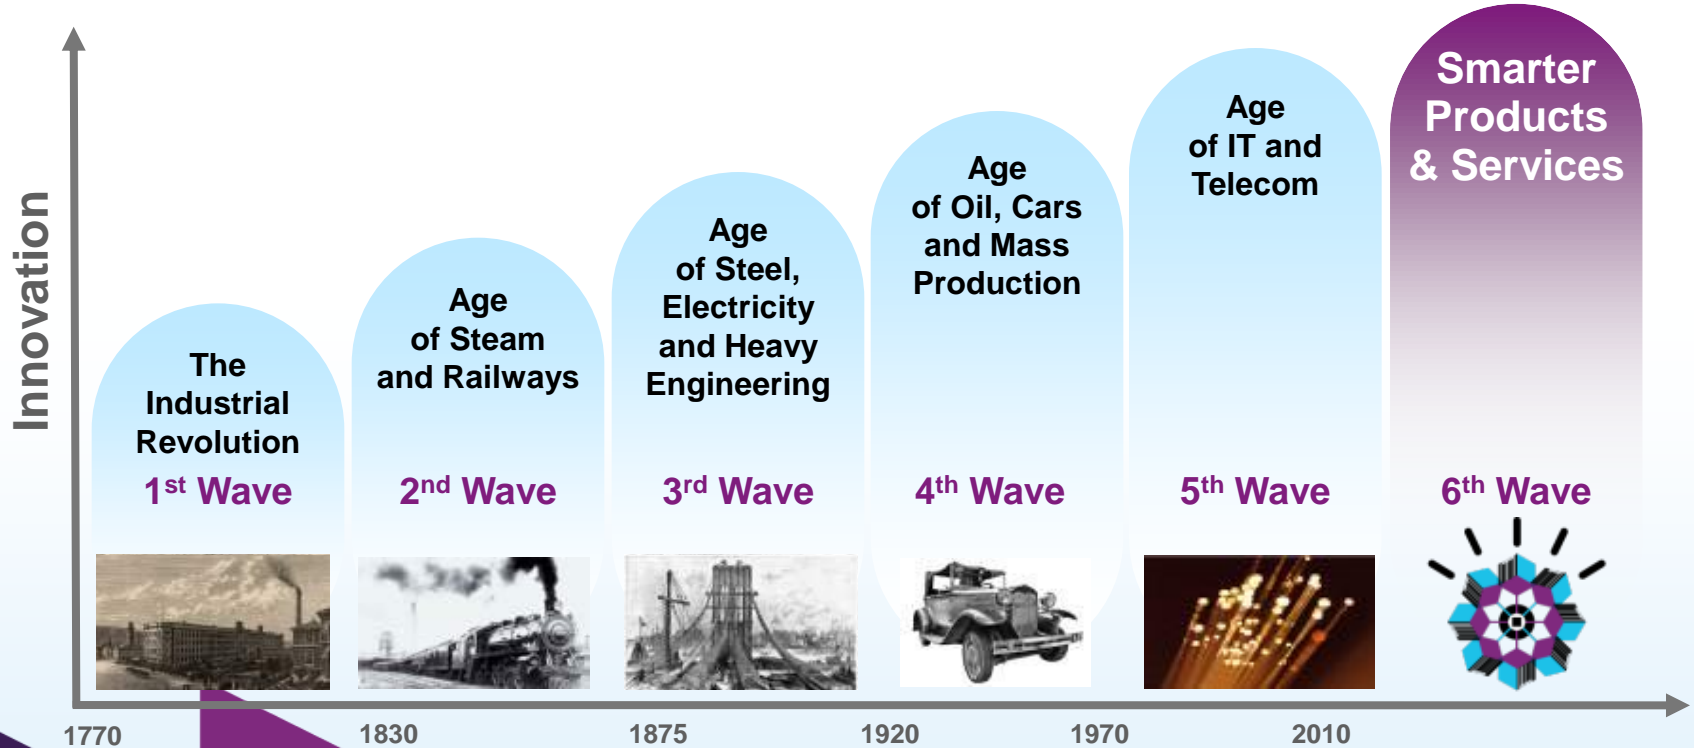 Innovation
The
Industrial
Revolution
1st Wave
Age
of Steam
and Railways
2nd Wave
Age
of Steel,
Electricity
and Heavy
Engineering
3rd Wave
Age
of Oil, Cars
and Mass
Production
4th Wave
Age
of IT and
Telecom
5th Wave
Smarter
Products
& Services
6th Wave
1770
1830
1875
1920
1970
2010